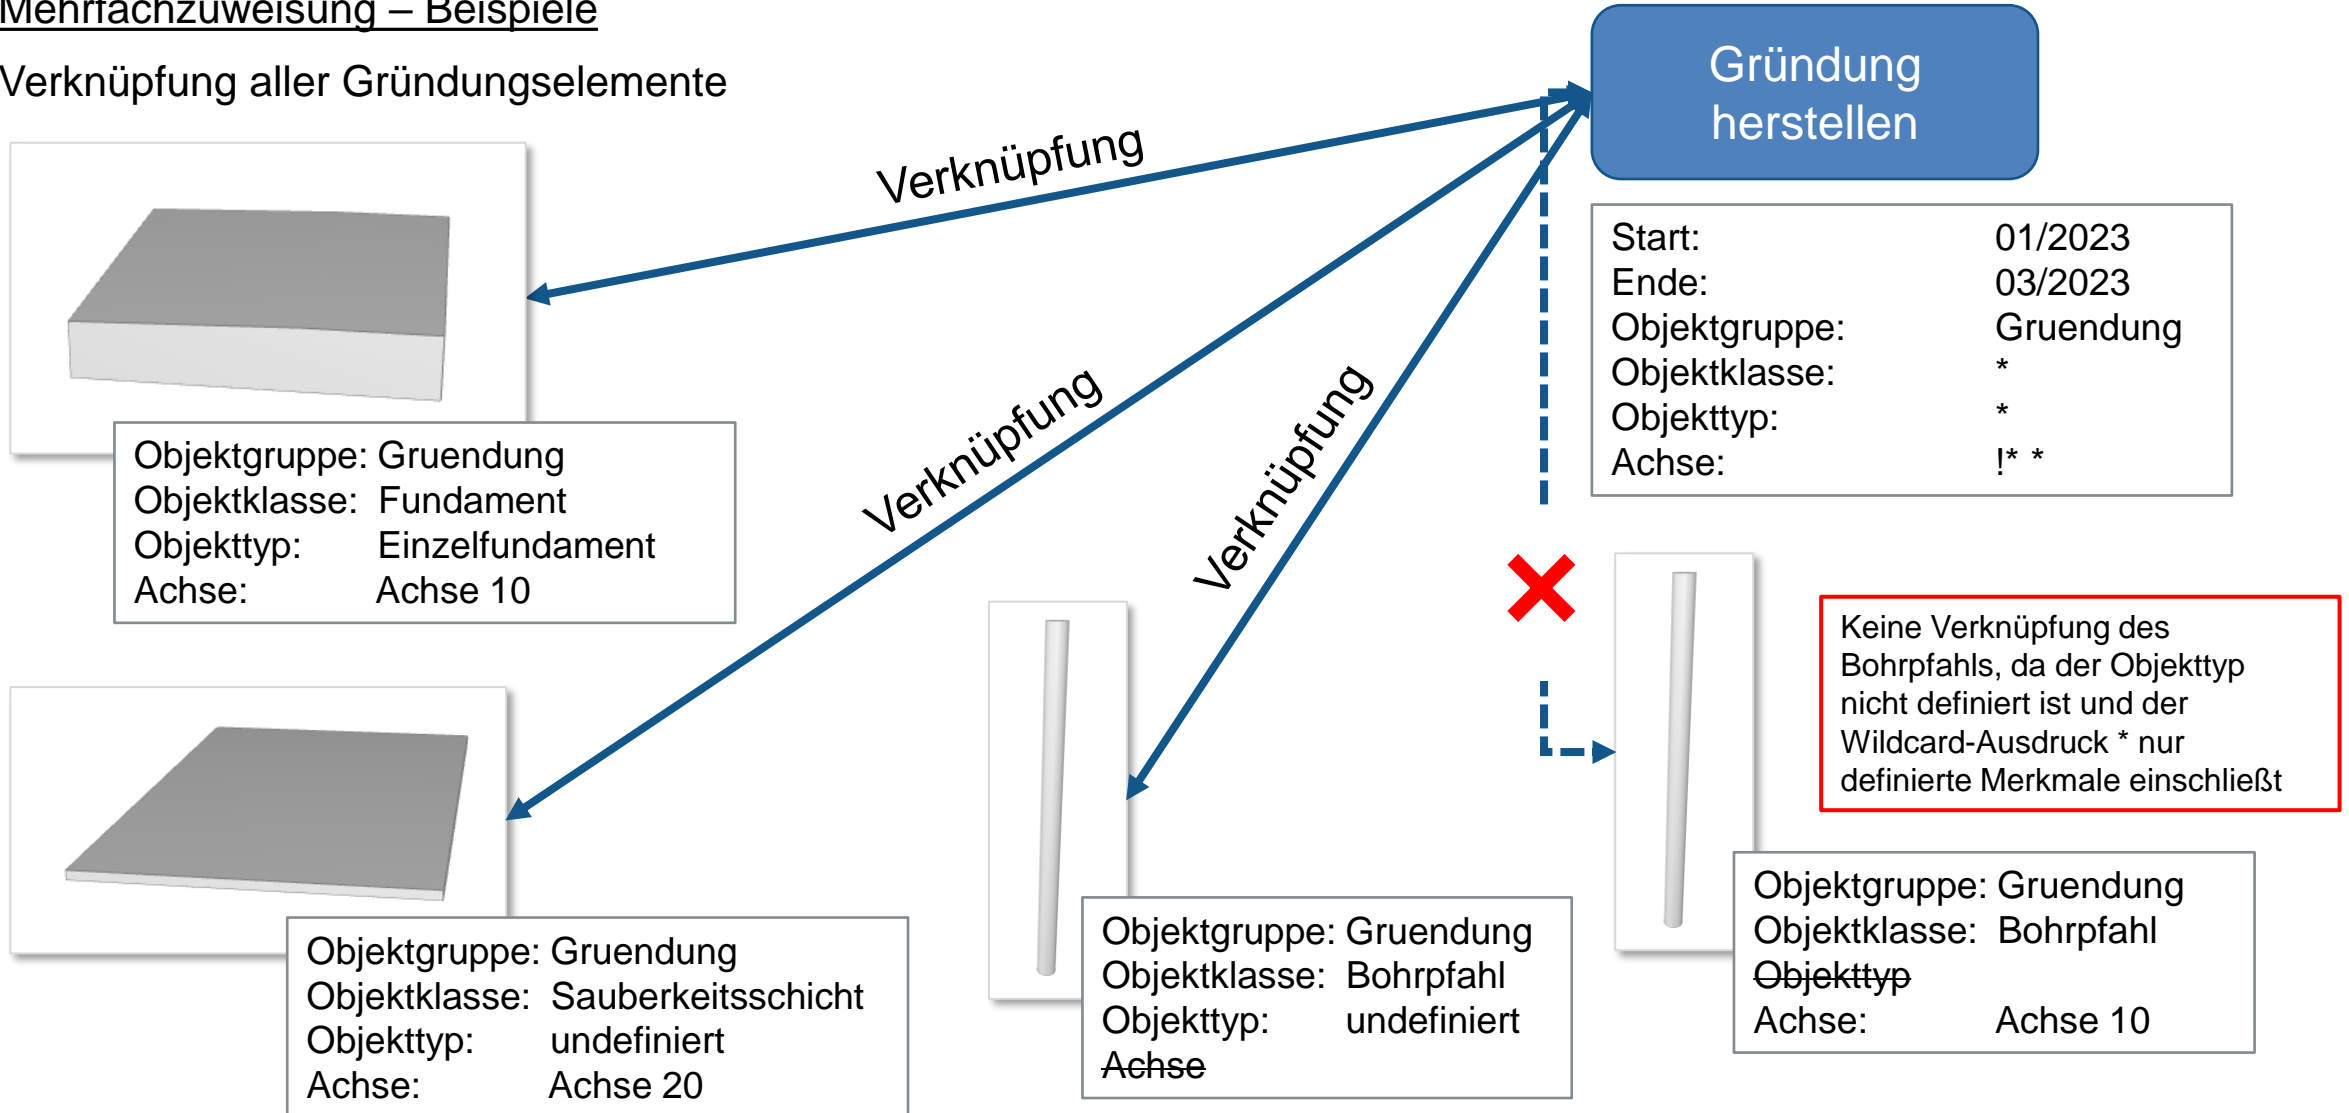 Mehrfachzuweisung – Beispiele
Verknüpfung aller Gründungselemente
Gründung
herstellen
Verknüpfung
Verknüpfung
Verknüpfung
Start: 01/2023
Ende: 03/2023
Objektgruppe: Gruendung
Objektklasse: *
Objekttyp: *
Achse: !* *
Objektgruppe: Gruendung
Objektklasse: Fundament
Objekttyp: Einzelfundament
Achse: Achse 10
Keine Verknüpfung des
Bohrpfahls, da der Objekttyp
nicht definiert ist und der
Wildcard-Ausdruck * nur
definierte Merkmale einschließt
Objektgruppe: Gruendung
Objektklasse: Sauberkeitsschicht
Objekttyp: undefiniert
Achse: Achse 20
Objektgruppe: Gruendung
Objektklasse: Bohrpfahl
Objekttyp: undefiniert
Achse
Objektgruppe: Gruendung
Objektklasse: Bohrpfahl
Objekttyp
Achse: Achse 10